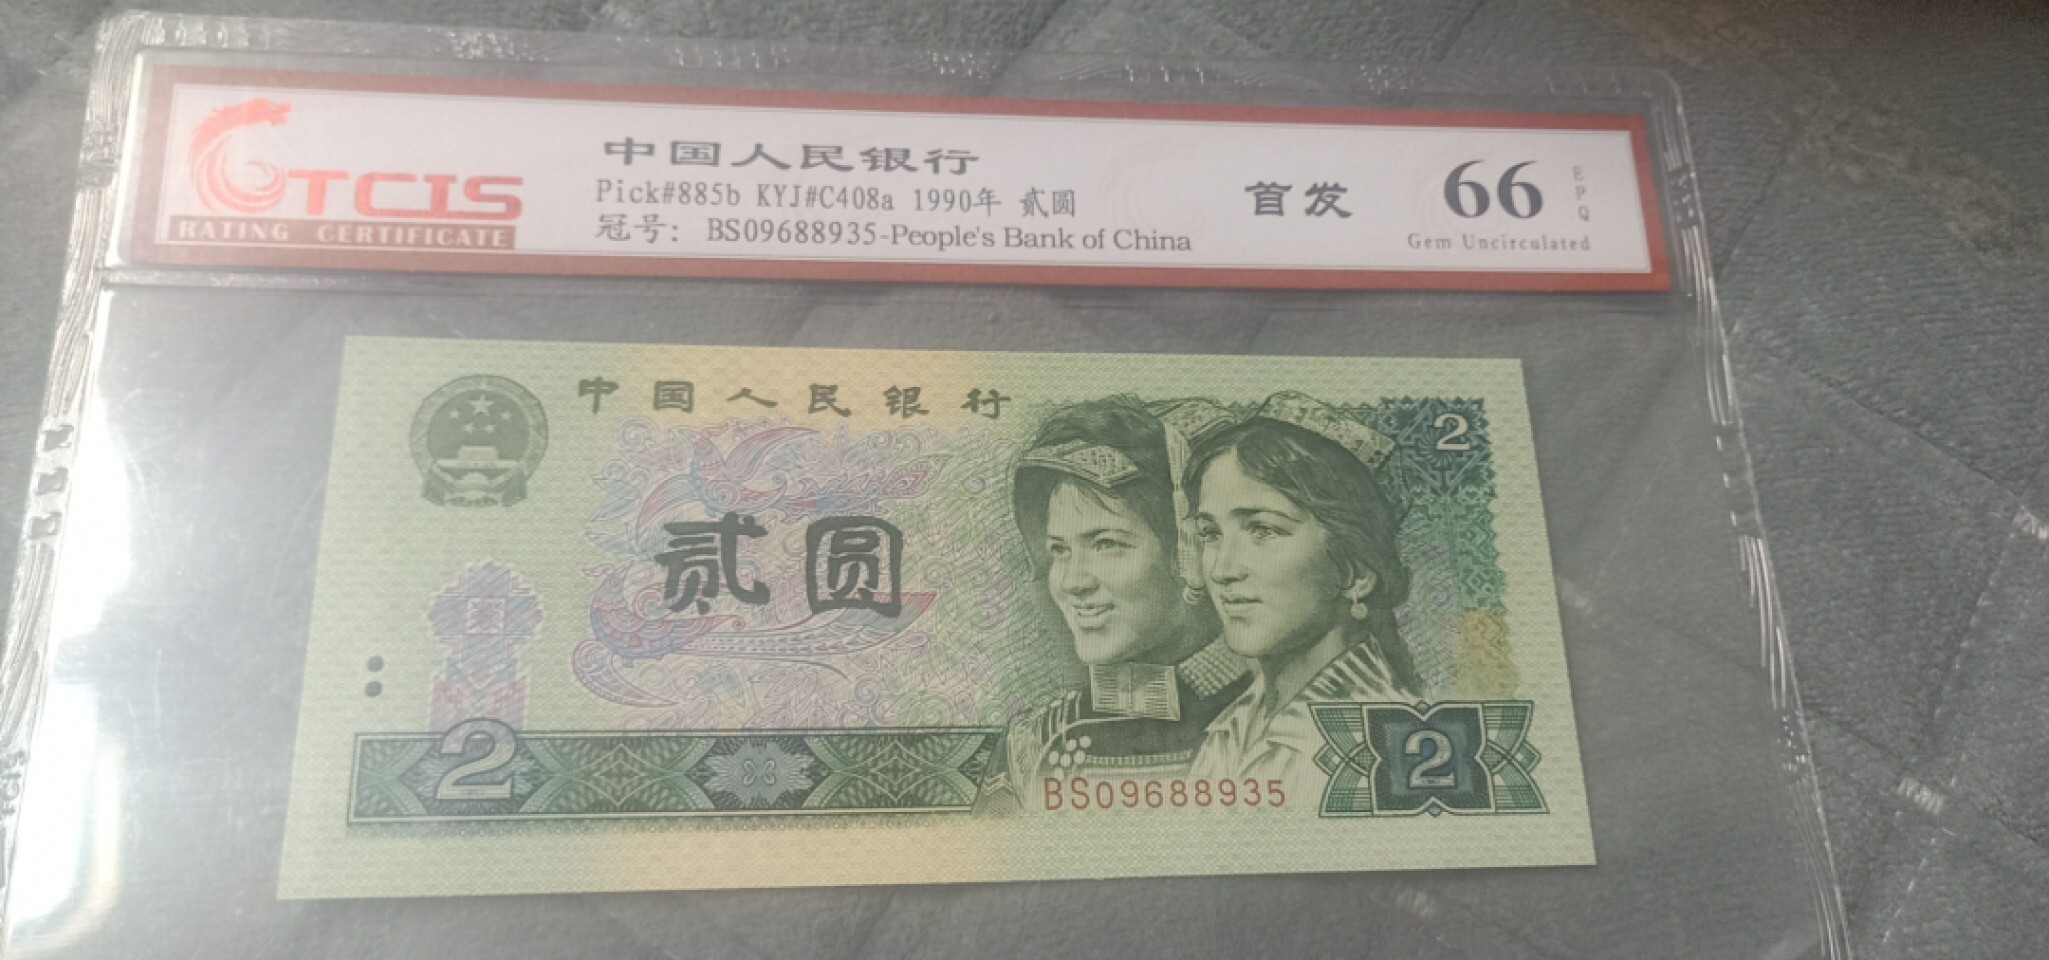 TCIS
RATING CERTIFICATE
中国人民银行
Pick#885b KYJ#C408a 1990年 贰圆
冠号: BS09688935-People's Bank of China
首发
66
EPQ
Gem Uncirculated
中国人民银行
2
贰圆
2
BS09688935
2